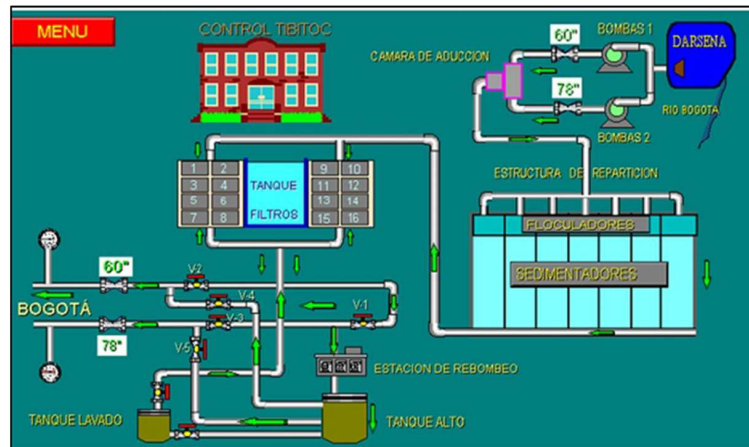 MENU
CONTROL TIBITOC
CAMARA DE ADUCCION
60"
BOMBAS 1
DARSENA
78"
BOMBAS 2
RIO BOGOTA
ESTRUCTURA DE REPARTICION
FLOCULADORES
SEDIMENTADORES
1 2
3 4
5 6
7 8
TANQUE
FILTROS
9 10
11 12
13 14
15 16
60"
V-2
V-4
BOGOTÁ
V-3
V-1
78"
V-5
ESTACION DE REBOMBEO
TANQUE LAVADO
TANQUE ALTO